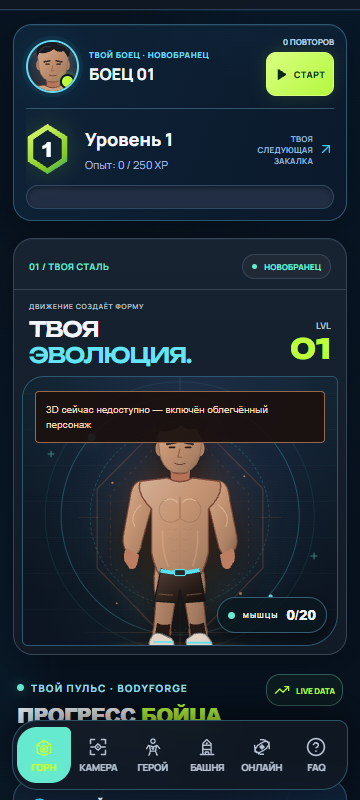 0 ПОВТОРОВ
ТВОЙ БОЕЦ · НОВОБРАНЕЦ
БОЕЦ 01
СТАРТ
1
Уровень 1
Опыт: 0 / 250 XP
ТВОЯ
СЛЕДУЮЩАЯ
ЗАКАЛКА
01 / ТВОЯ СТАЛЬ
НОВОБРАНЕЦ
ДВИЖЕНИЕ СОЗДАЁТ ФОРМУ
ТВОЯ
ЭВОЛЮЦИЯ.
LVL
01
3D сейчас недоступно — включён облегчённый
персонаж
МЫШЦЫ 0/20
ТВОЙ ПУЛЬС · BODYFORGE
LIVE DATA
ПРОГРЕСС БОЙЦА
ГОРН
КАМЕРА
ГЕРОЙ
БАШНЯ
ОНЛАЙН
FAQ